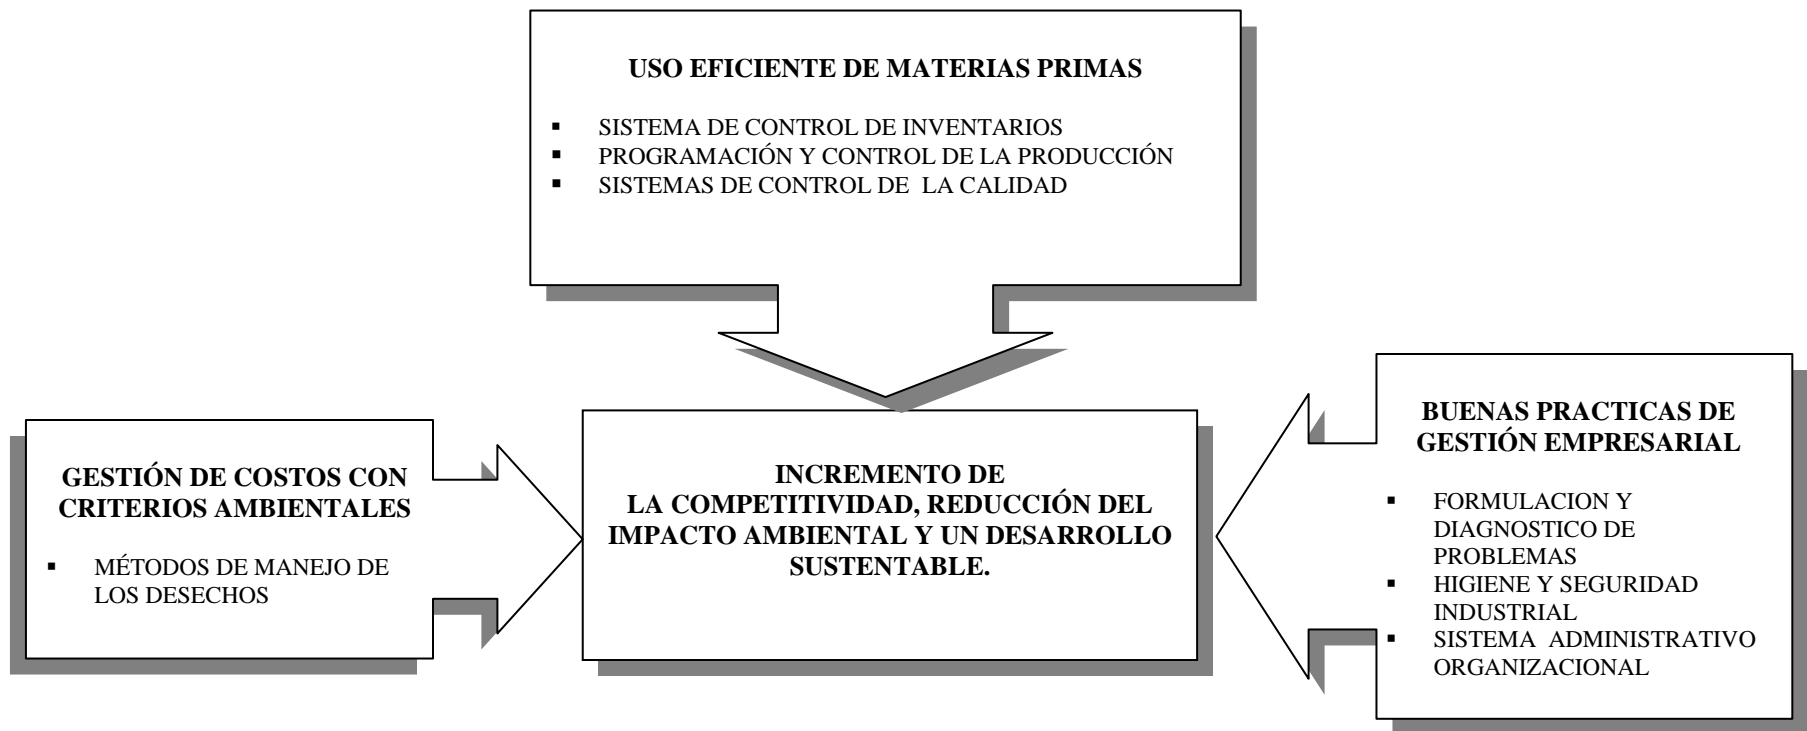 USO EFICIENTE DE MATERIAS PRIMAS
▪ SISTEMA DE CONTROL DE INVENTARIOS
▪ PROGRAMACIÓN Y CONTROL DE LA PRODUCCIÓN
▪ SISTEMAS DE CONTROL DE LA CALIDAD
GESTIÓN DE COSTOS CON
CRITERIOS AMBIENTALES
▪ MÉTODOS DE MANEJO DE
LOS DESECHOS
INCREMENTO DE
LA COMPETITIVIDAD, REDUCCIÓN DEL
IMPACTO AMBIENTAL Y UN DESARROLLO
SUSTENTABLE.
BUENAS PRACTICAS DE
GESTIÓN EMPRESARIAL
▪ FORMULACION Y
DIAGNOSTICO DE
PROBLEMAS
▪ HIGIENE Y SEGURIDAD
INDUSTRIAL
▪ SISTEMA ADMINISTRATIVO
ORGANIZACIONAL